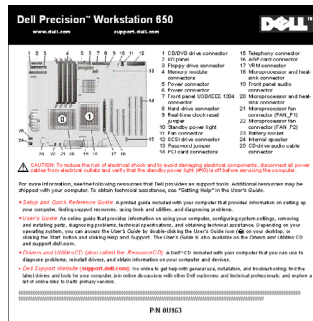 Dell Precision™ Workstation 650
www.dell.com support.dell.com
DELL™
1 CD/DVD drive connector
2 I/O panel
3 Floppy drive connector
4 Memory module connectors
5 Power connector
6 Power connector
7 Front panel USB/IEEE 1394 connector
8 Hard drive connector
9 Real-time clock reset jumper
10 Standby power light
11 Fan connector
12 SCSI drive connector
13 Password jumper
14 PCI card connectors
15 Telephony connector
16 AGP card connector
17 VRM connector
18 Microprocessor and heat-sink connector
19 Front panel audio connector
20 Microprocessor and heat-sink connector
21 Microprocessor fan connector (FAN_P1)
22 Microprocessor fan connector (FAN_P2)
23 Battery socket
24 Internal speaker
25 CD-drive audio cable connector
0
1
CAUTION: To reduce the risk of electrical shock and to avoid damaging electrical components, disconnect all power
cables from electrical outlets and verify that the standby power light (#10) is off before servicing the computer.
For more information, see the following resources that Dell provides as support tools. Additional resources may be
shipped with your computer. To obtain technical assistance, see "Getting Help" in the User's Guide.
• Setup and Quick Reference Guide. A printed guide included with your computer that provides information on setting up
your computer, finding support resources, using tools and utilities, and diagnosing problems.
• User's Guide. An online guide that provides information on using your computer, configuring system settings, removing
and installing parts, diagnosing problems, technical specifications, and obtaining technical assistance. Depending on your
operating system, you can access the User's Guide by double-clicking the User's Guide icon on your desktop, or
clicking the Start button and clicking Help and Support. The User's Guide is also available on the Drivers and Utilities CD
and support.dell.com.
• Drivers and Utilities CD (also called the ResourceCD). A Dell™ CD included with your computer that you can use to
diagnose problems, reinstall drivers, and obtain information on your computer and devices.
• Dell Support Website (support.dell.com). Go online to get help with general use, installation, and troubleshooting; find the
latest drivers and tools for your computer; join online discussions with other Dell customers and technical professionals; and explore a
list of online links to Dell's primary vendors.
P/N 0U163